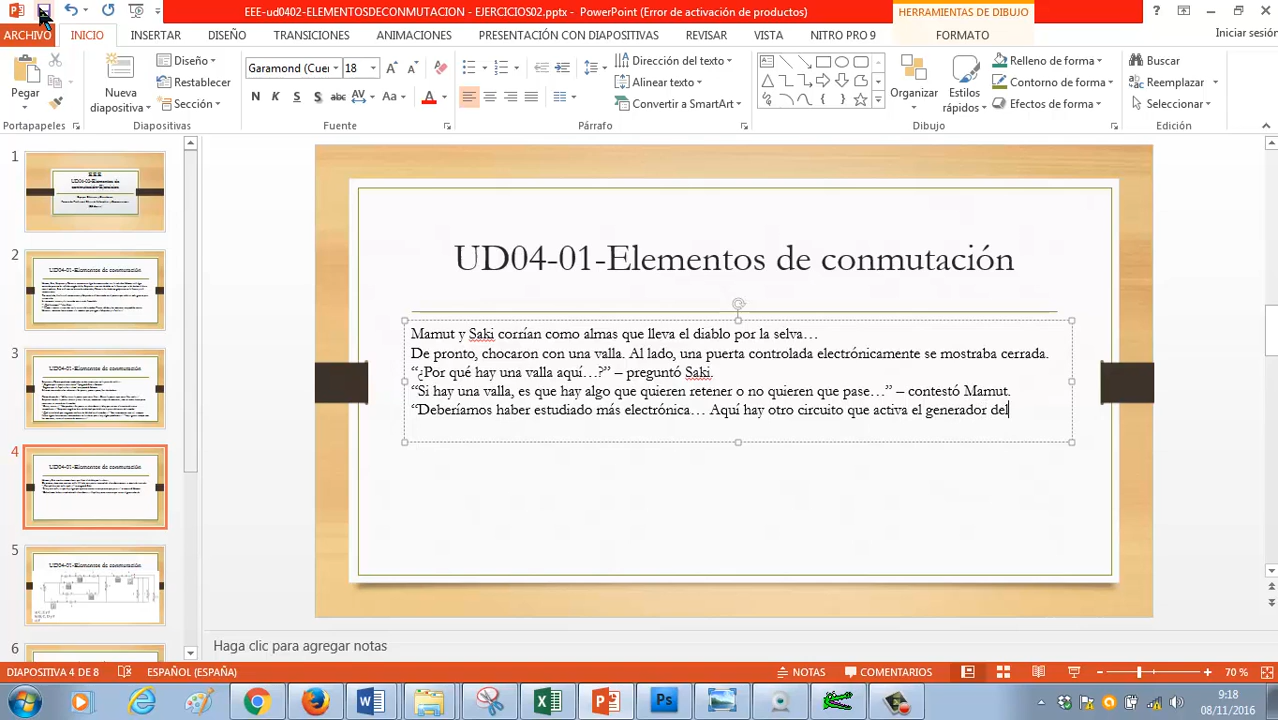 EEE-ud0402-ELEMENTOSDECONMUTACION - EJERCICIOS02.pptx - PowerPoint (Error de activación de productos)
HERRAMIENTAS DE DIBUJO
ARCHIVO INICIO INSERTAR DISEÑO TRANSICIONES ANIMACIONES PRESENTACIÓN CON DIAPOSITIVAS REVISAR VISTA NITRO PRO 9 FORMATO Iniciar sesión
Pegar
Nueva diapositiva
Diseño
Restablecer
Sección
Garamond (Cuer 18
Dirección del texto
Alinear texto
Convertir a SmartArt
Organizar
Estilos rápidos
Relleno de forma
Contorno de forma
Efectos de forma
Buscar
Reemplazar
Seleccionar
Portapapeles Diapositivas Fuente Párrafo Dibujo Edición
1
2
3
4
5
6
UD04-01-Elementos de conmutación
Mamut y Saki corrían como almas que lleva el diablo por la selva…
De pronto, chocaron con una valla. Al lado, una puerta controlada electrónicamente se mostraba cerrada.
“¿Por qué hay una valla aquí…?” – preguntó Saki.
“Si hay una valla, es que hay algo que quieren retener o no quieren que pase…” – contestó Mamut.
“Deberíamos haber estudiado más electrónica… Aquí hay otro circuito que activa el generador del
Haga clic para agregar notas
DIAPOSITIVA 4 DE 8 ESPAÑOL (ESPAÑA) NOTAS COMENTARIOS 70 %
9:18
08/11/2016